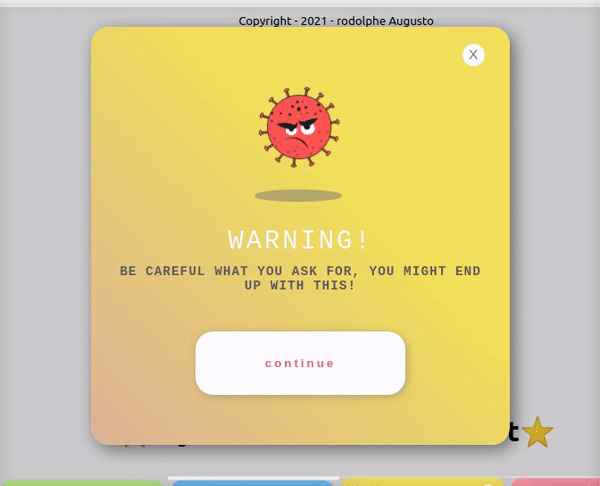 Copyright - 2021 - rodolphe Augusto
X
WARNING!
BE CAREFUL WHAT YOU ASK FOR, YOU MIGHT END
UP WITH THIS!
continue